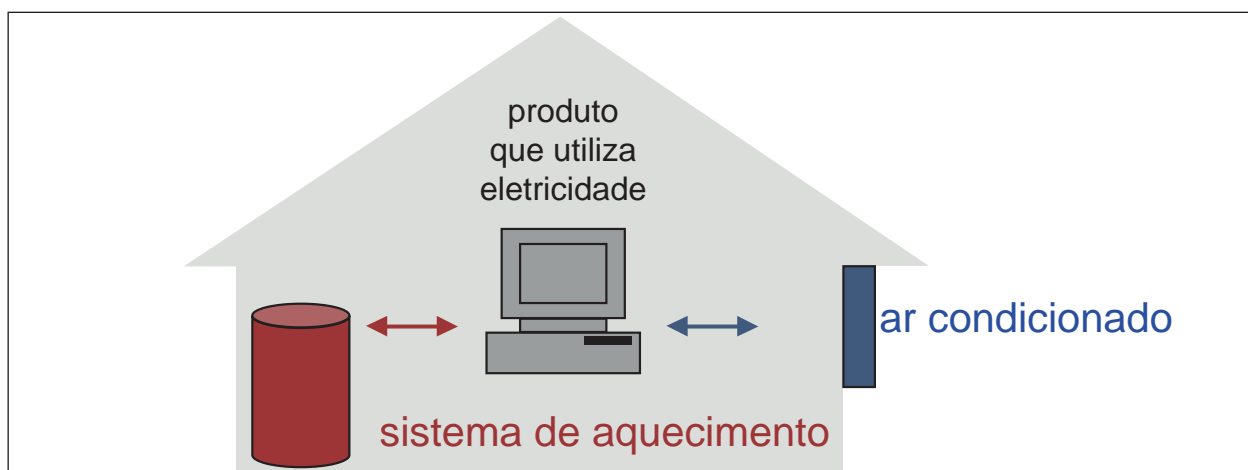 produto
que utiliza
eletricidade
ar condicionado
sistema de aquecimento